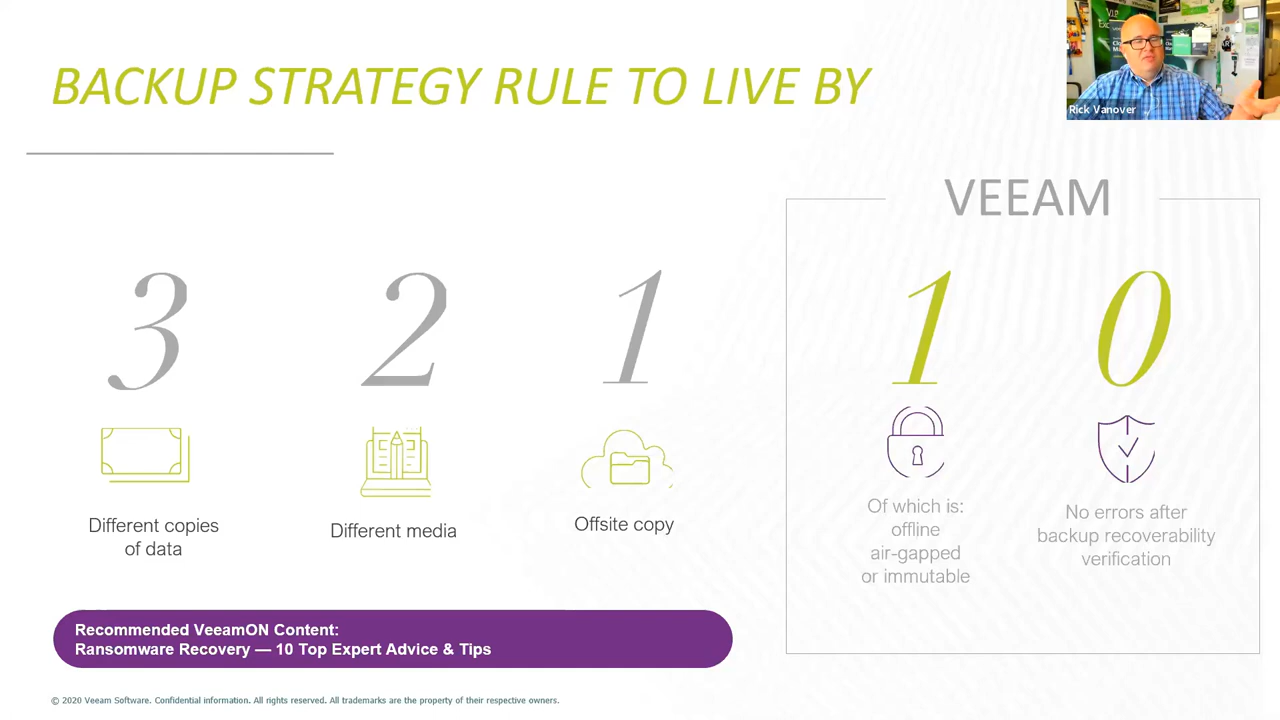 BACKUP STRATEGY RULE TO LIVE BY
VIP
Rick Vanover
VEEAM
3
2
1
1
0
Different copies
of data
Different media
Offsite copy
Of which is:
offline
air-gapped
or immutable
No errors after
backup recoverability
verification
Recommended VeeamON Content:
Ransomware Recovery — 10 Top Expert Advice & Tips
© 2020 Veeam Software. Confidential information. All rights reserved. All trademarks are the property of their respective owners.